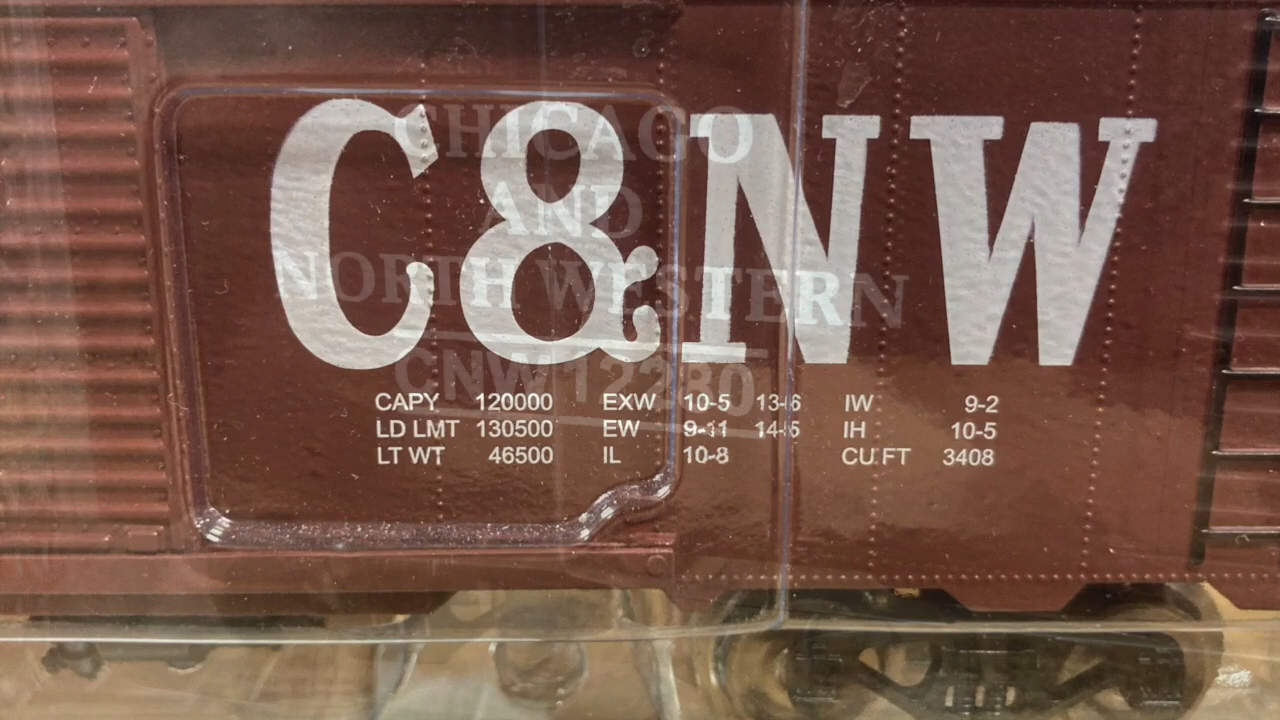 C&NW
CHICAGO
AND
NORTH WESTERN
CNW 12280
CAPY 120000 EXW 10-5 13-6 IW 9-2
LD LMT 130500 EW 9-11 14-5 IH 10-5
LT WT 46500 IL 10-8 CU FT 3408